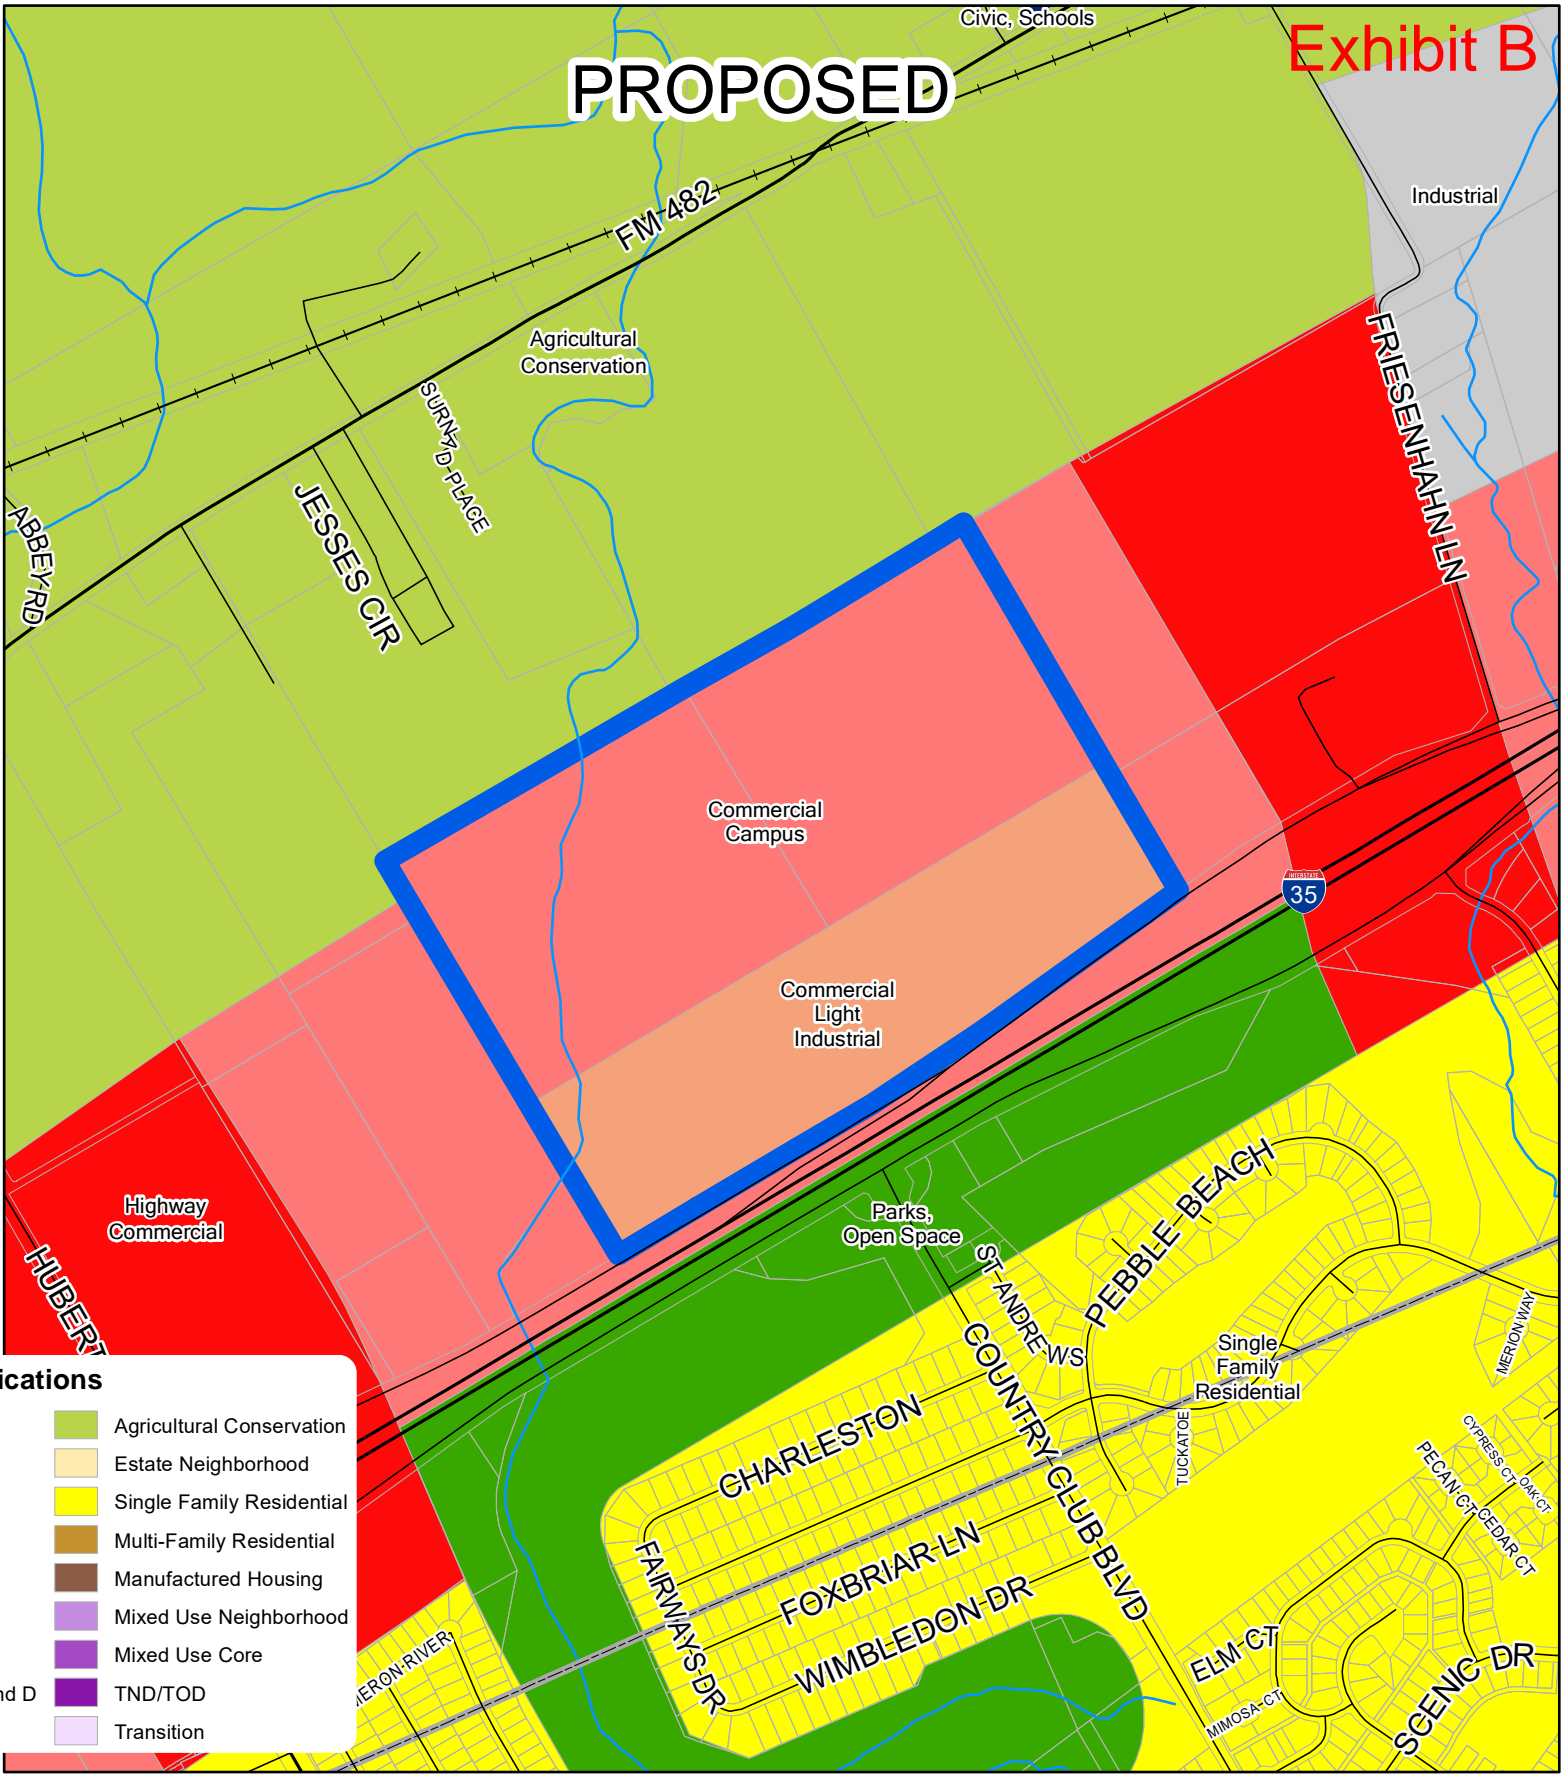 Civic, Schools
Exhibit B
PROPOSED
Industrial
FM 482
Agricultural
Conservation
FRIESENHAHN LN
JESSES CIR
ABBEY RD
Commercial
Campus
INTERSTATE
35
Commercial
Light
Industrial
Highway
Commercial
HUBERT
Parks,
Open Space
PEBBLE BEACH
ST ANDREWS
COUNTRY CLUB BLVD
Single
Family
Residential
MERION WAY
CHARLESTON
TUCKATOE
CYPRESS CT
PECAN CT
OAK CT
CEDAR CT
FOXBRIAR LN
FAIRWAYS DR
WIMBLEDON DR
ELM CT
MIMOSA CT
SCENIC DR
ications
Agricultural Conservation
Estate Neighborhood
Single Family Residential
Multi-Family Residential
Manufactured Housing
Mixed Use Neighborhood
Mixed Use Core
nd D
TND/TOD
Transition